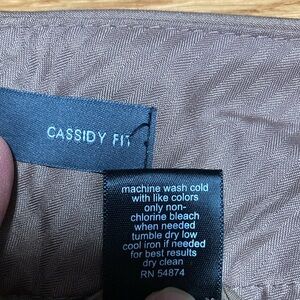 CASSIDY FIT
machine wash cold
with like colors
only non-
chlorine bleach
when needed
tumble dry low
cool iron if needed
for best results
dry clean
RN 54874